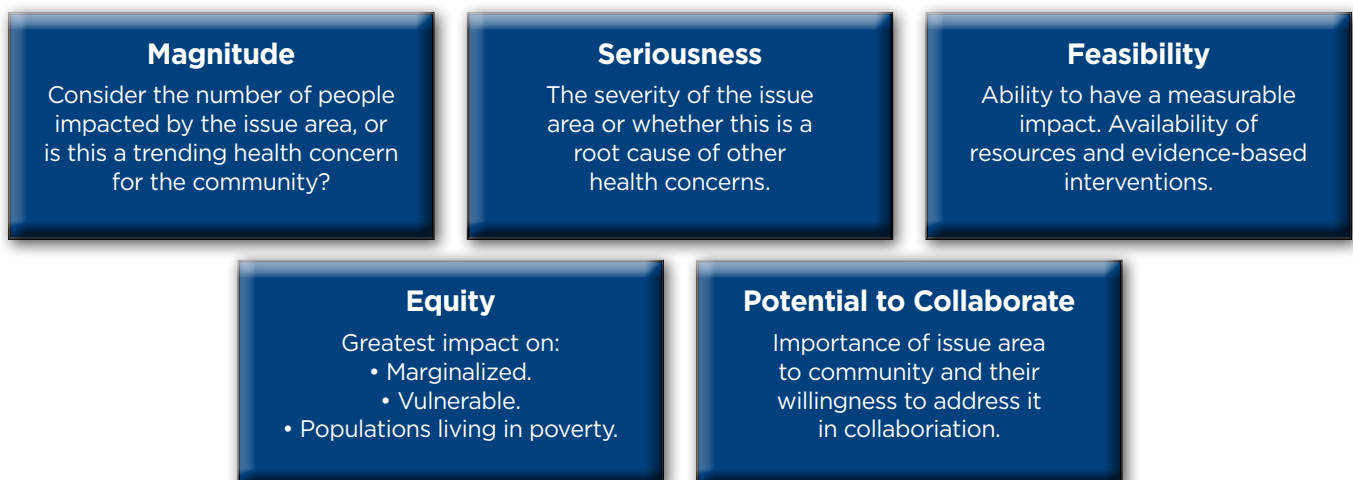 Magnitude
Consider the number of people
impacted by the issue area, or
is this a trending health concern
for the community?
Seriousness
The severity of the issue
area or whether this is a
root cause of other
health concerns.
Feasibility
Ability to have a measurable
impact. Availability of
resources and evidence-based
interventions.
Equity
Greatest impact on:
• Marginalized.
• Vulnerable.
• Populations living in poverty.
Potential to Collaborate
Importance of issue area
to community and their
willingness to address it
in collaboriation.